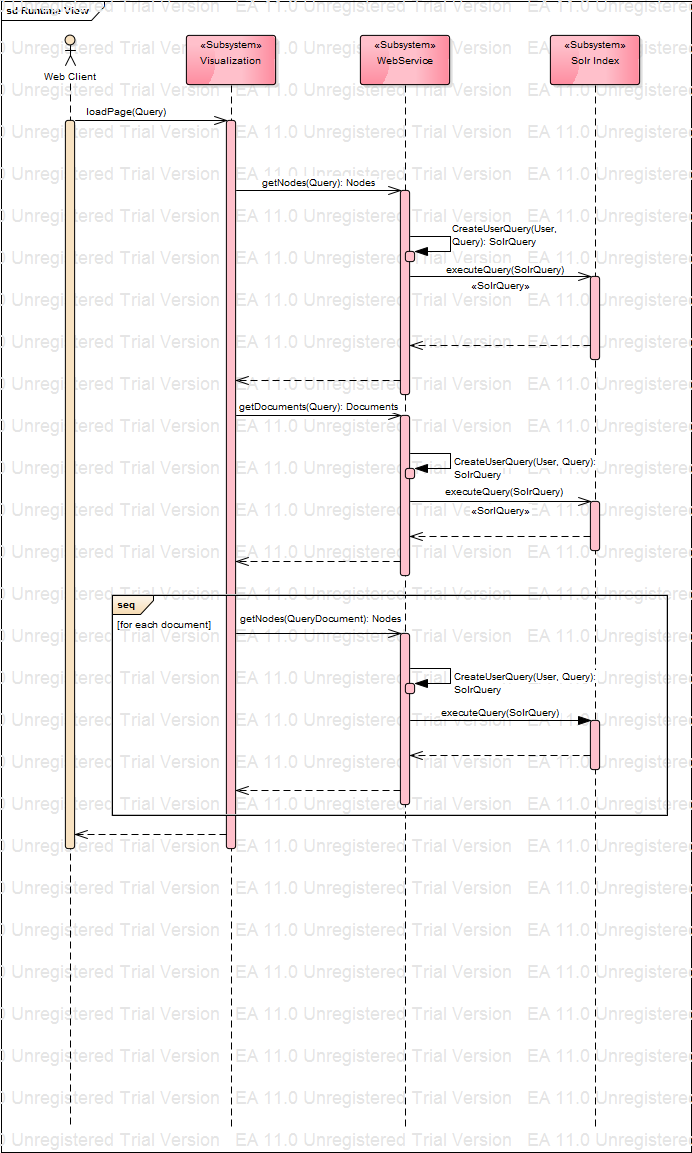 sd Runtime View
«Subsystem»
Visualization
«Subsystem»
WebService
«Subsystem»
Solr Index
Web Client
loadPage(Query)
getNodes(Query): Nodes
CreateUserQuery(User,
Query): SolrQuery
executeQuery(SolrQuery)
«SolrQuery»
getDocuments(Query): Documents
CreateUserQuery(User, Query):
SolrQuery
executeQuery(SolrQuery)
«SorlQuery»
seq
[for each document]
getNodes(QueryDocument): Nodes
CreateUserQuery(User, Query):
SolrQuery
executeQuery(SolrQuery)
EA 11.0 Unregistered Trial Version